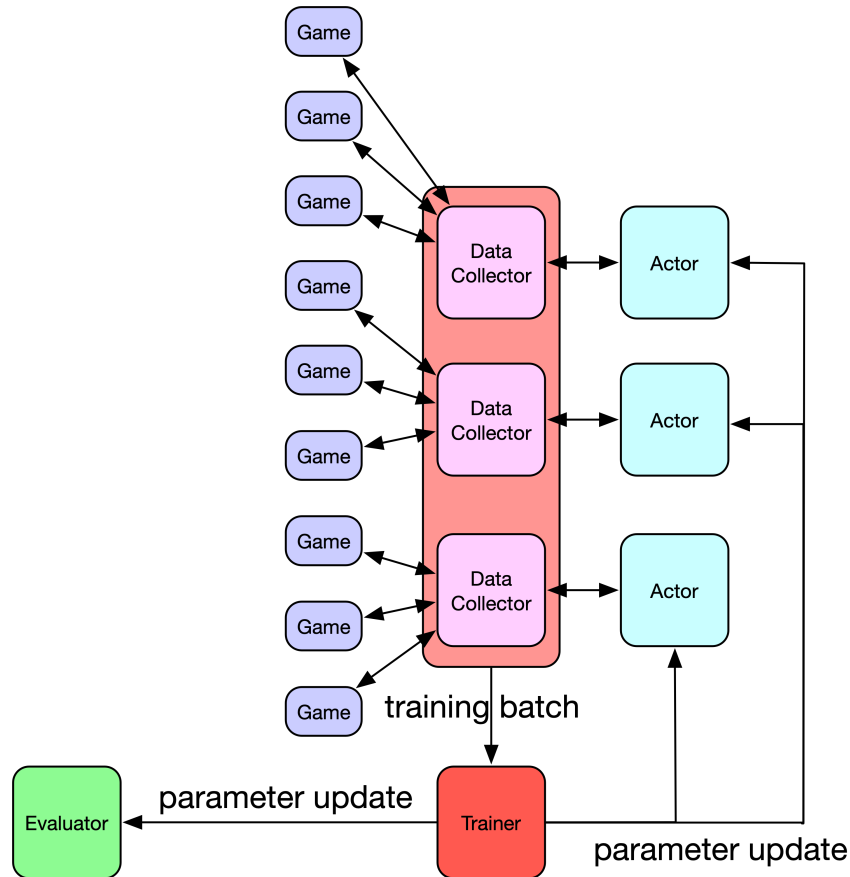 Game
Game
Game
Data
Collector
Actor
Game
Game
Data
Collector
Actor
Game
Game
Data
Collector
Actor
Game
Game
training batch
parameter update
Evaluator
Trainer
parameter update